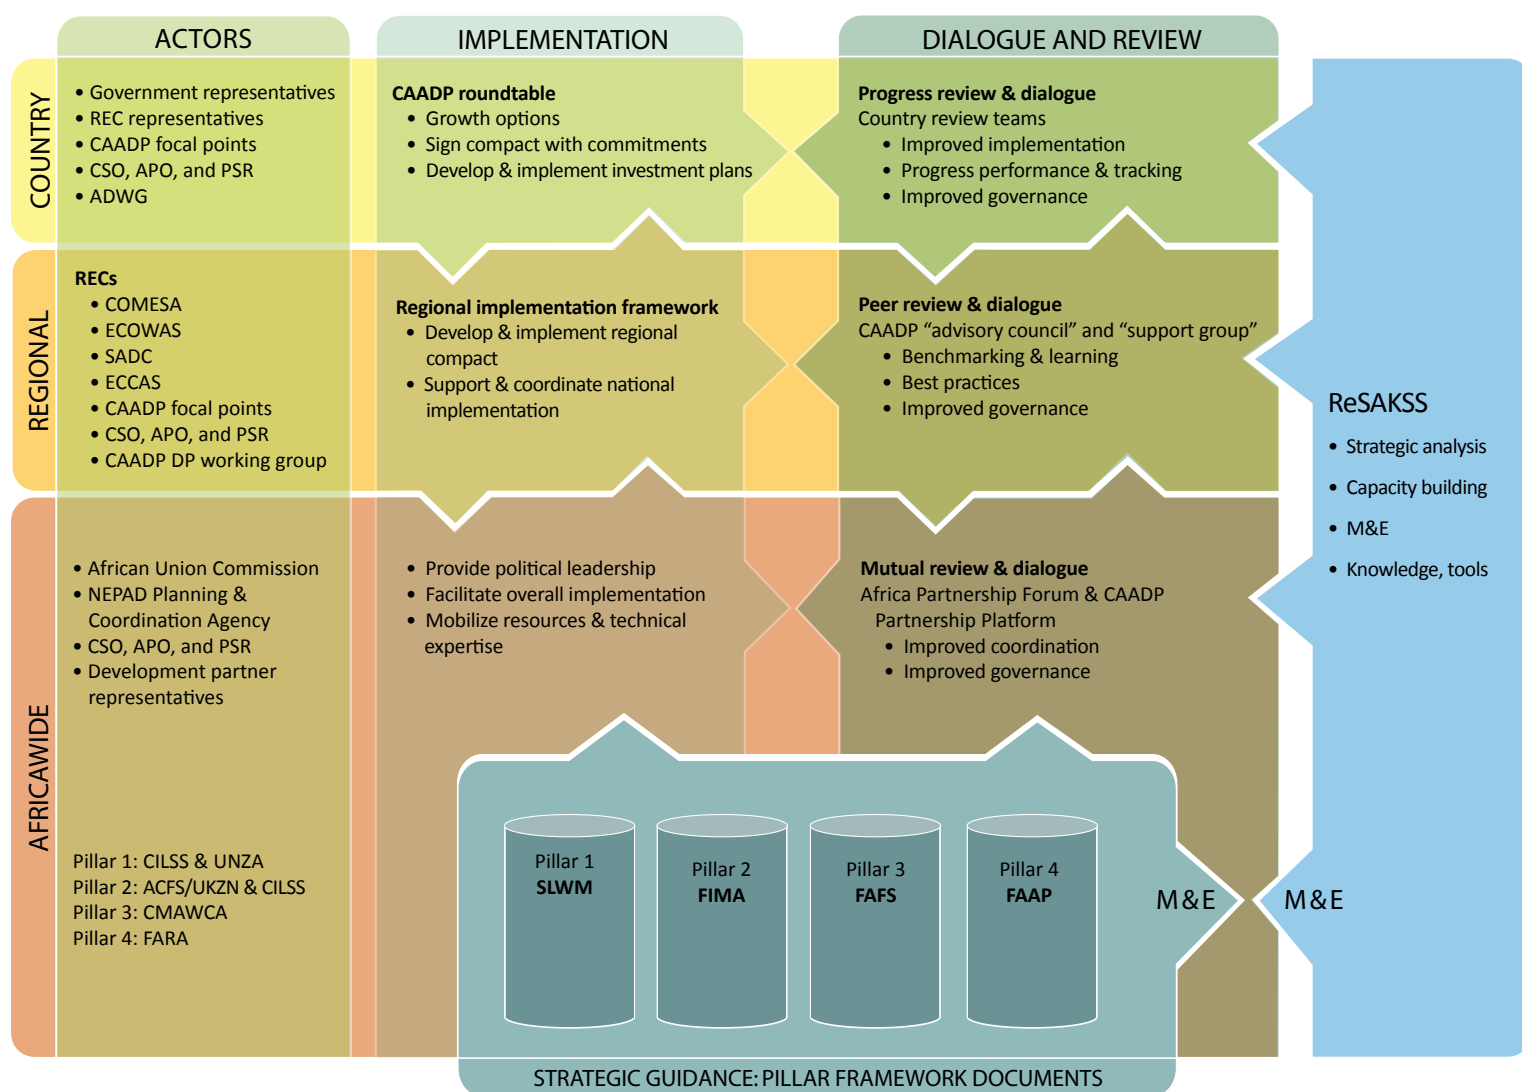 ACTORS
IMPLEMENTATION
DIALOGUE AND REVIEW
COUNTRY
• Government representatives
• REC representatives
• CAADP focal points
• CSO, APO, and PSR
• ADWG
CAADP roundtable
• Growth options
• Sign compact with commitments
• Develop & implement investment plans
Progress review & dialogue
Country review teams
• Improved implementation
• Progress performance & tracking
• Improved governance
REGIONAL
RECs
• COMESA
• ECOWAS
• SADC
• ECCAS
• CAADP focal points
• CSO, APO, and PSR
• CAADP DP working group
Regional implementation framework
• Develop & implement regional
compact
• Support & coordinate national
implementation
Peer review & dialogue
CAADP “advisory council” and “support group”
• Benchmarking & learning
• Best practices
• Improved governance
AFRICAWIDE
• African Union Commission
• NEPAD Planning &
Coordination Agency
• CSO, APO, and PSR
• Development partner
representatives
Pillar 1: CILSS & UNZA
Pillar 2: ACFS/UKZN & CILSS
Pillar 3: CMAWCA
Pillar 4: FARA
• Provide political leadership
• Facilitate overall implementation
• Mobilize resources & technical
expertise
Mutual review & dialogue
Africa Partnership Forum & CAADP
Partnership Platform
• Improved coordination
• Improved governance
Pillar 1
SLWM
Pillar 2
FIMA
Pillar 3
FAFS
Pillar 4
FAAP
M&E
M&E
STRATEGIC GUIDANCE: PILLAR FRAMEWORK DOCUMENTS
ReSAKSS
• Strategic analysis
• Capacity building
• M&E
• Knowledge, tools